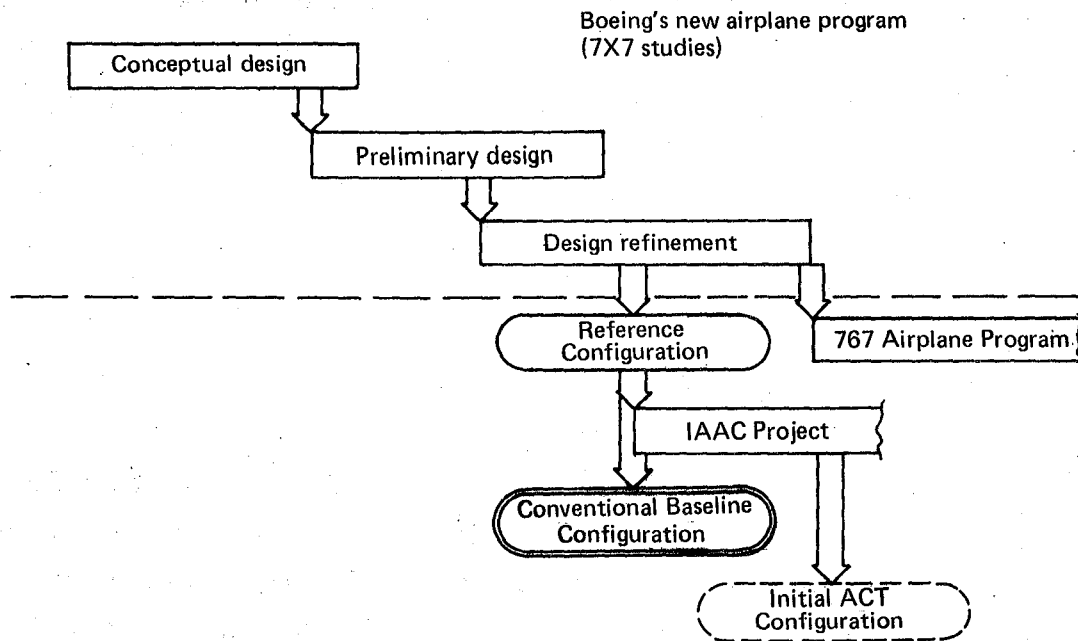 Boeing's new airplane program
(7X7 studies)
Conceptual design
Preliminary design
Design refinement
Reference
Configuration
767 Airplane Program
IAAC Project
Conventional Baseline
Configuration
Initial ACT
Configuration